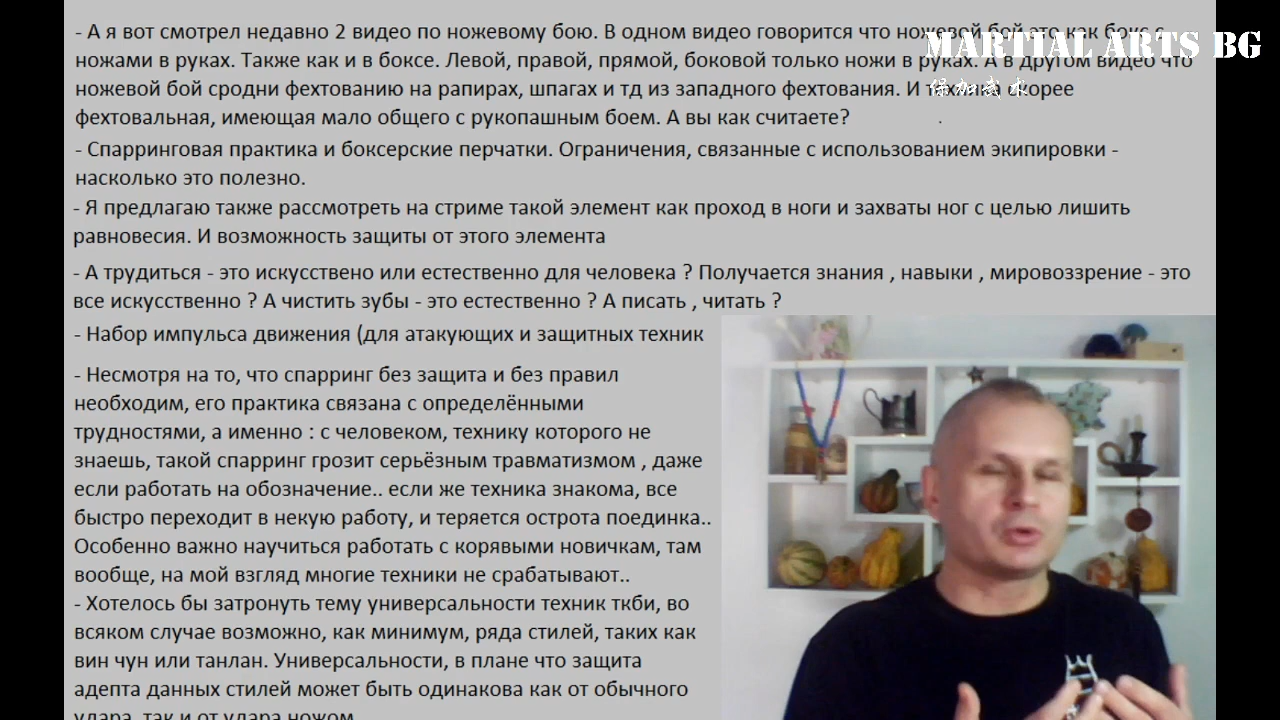 - А я вот смотрел недавно 2 видео по ножевому бою. В одном видео говорится что ножевой бой это как бокс с
MARTIAL ARTS BG
ножами в руках. Также как и в боксе. Левой, правой, прямой, боковой только ножи в руках. А в другом видео что
ножевой бой сродни фехтованию на рапирах, шпагах и тд из западного фехтования. И техника скорее
保加武术
фехтовальная, имеющая мало общего с рукопашным боем. А вы как считаете?
- Спарринговая практика и боксерские перчатки. Ограничения, связанные с использованием экипировки -
насколько это полезно.
- Я предлагаю также рассмотреть на стриме такой элемент как проход в ноги и захваты ног с целью лишить
равновесия. И возможность защиты от этого элемента
- А трудиться - это искусствено или естественно для человека ? Получается знания , навыки , мировоззрение - это
все искусственно ? А чистить зубы - это естественно ? А писать , читать ?
- Набор импульса движения (для атакующих и защитных техник
- Несмотря на то, что спарринг без защита и без правил
необходим, его практика связана с определёнными
трудностями, а именно : с человеком, технику которого не
знаешь, такой спарринг грозит серьёзным травматизмом , даже
если работать на обозначение.. если же техника знакома, все
быстро переходит в некую работу, и теряется острота поединка..
Особенно важно научиться работать с корявыми новичкам, там
вообще, на мой взгляд многие техники не срабатывают..
- Хотелось бы затронуть тему универсальности техник ткби, во
всяком случае возможно, как минимум, ряда стилей, таких как
вин чун или танлан. Универсальности, в плане что защита
адепта данных стилей может быть одинакова как от обычного
удара, так и от удара ножом